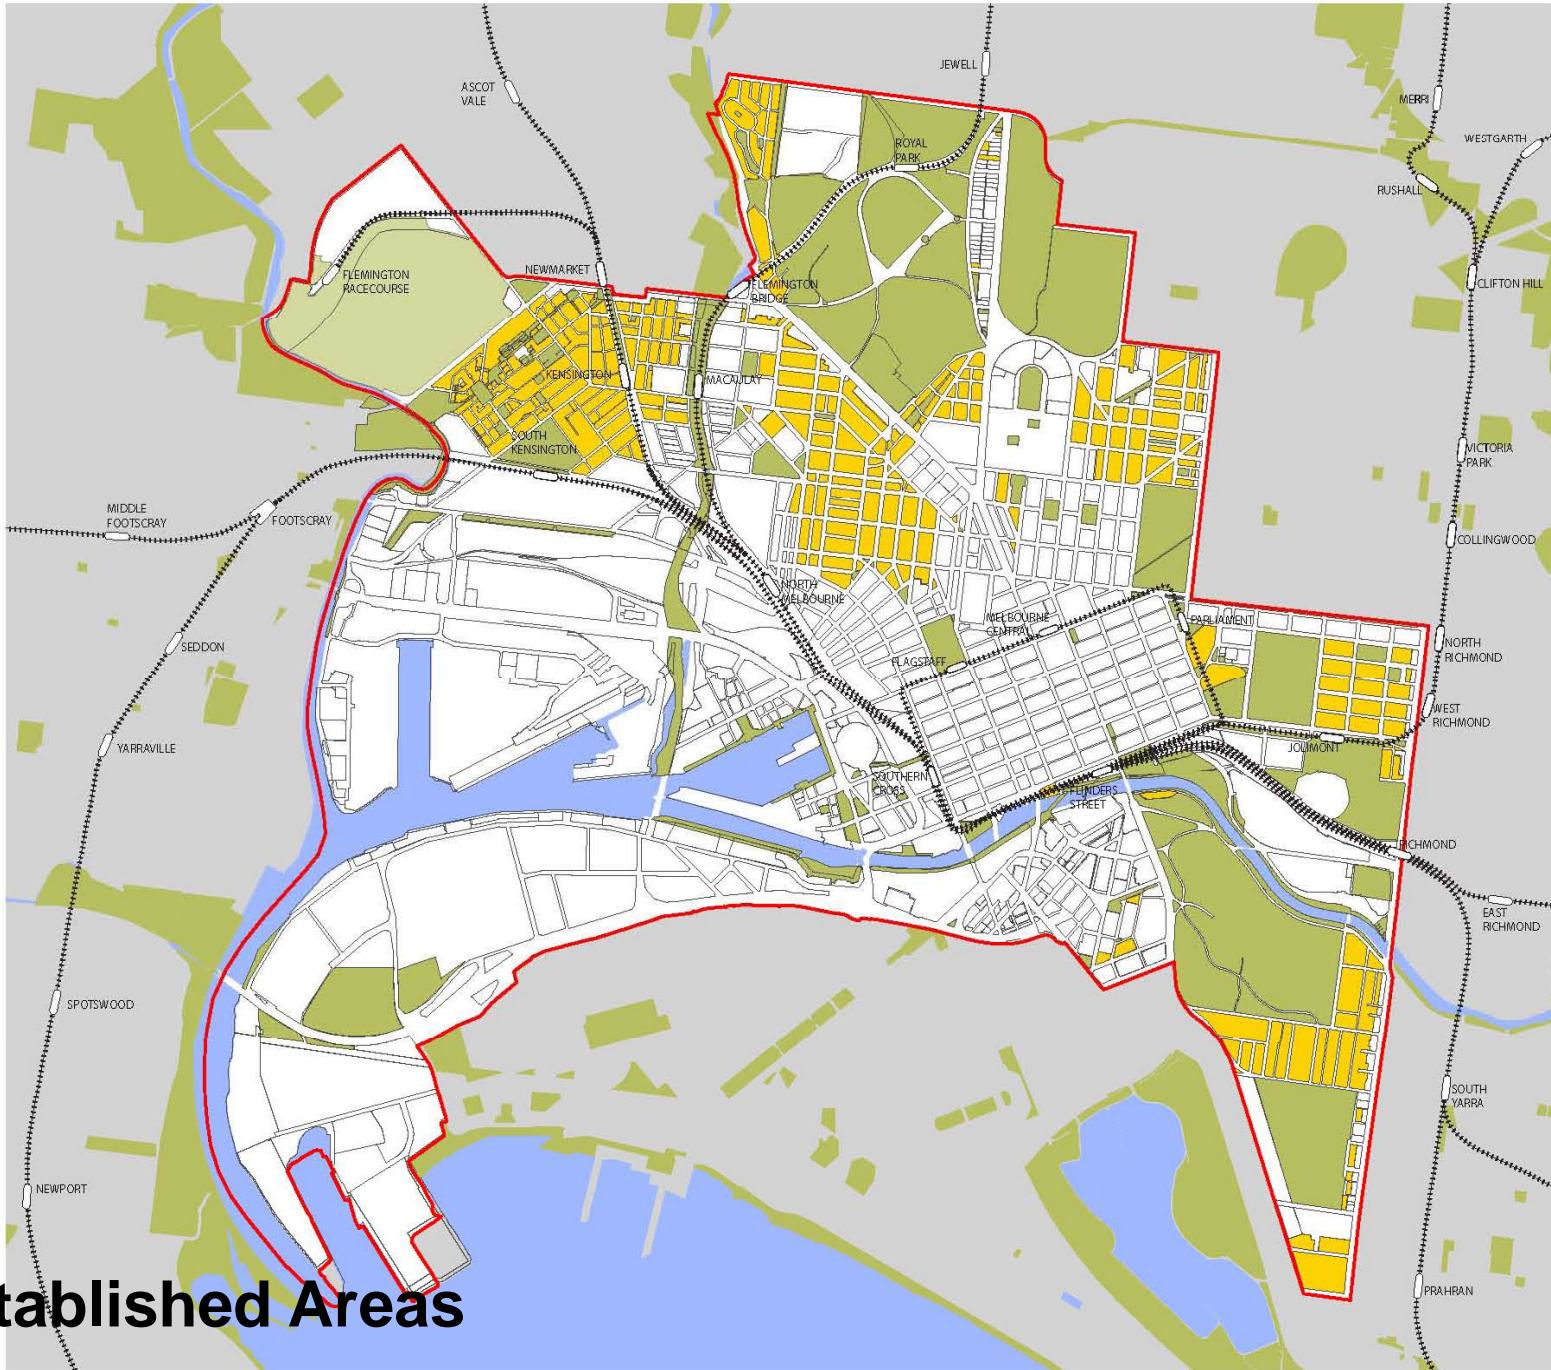 JEWELL
ASCOT
VALE
MERRI
WESTGARTH
ROYAL
PARK
RUSHALL
FLEMINGTON
RACECOURSE
NEWMARKET
FLEMINGTON
BRIDGE
CLIFTON HILL
KENSINGTON
MACAULAY
SOUTH
KENSINGTON
VICTORIA
PARK
MIDDLE
FOOTSCRAY
FOOTSCRAY
COLLINGWOOD
NORTH
MELBOURNE
MELBOURNE
CENTRAL
PARLIAMENT
SEDDON
FLAGSTAFF
NORTH
RICHMOND
WEST
RICHMOND
YARRAVILLE
JOLIMONT
SOUTHERN
CROSS
FLINDERS
STREET
RICHMOND
EAST
RICHMOND
SPOTSWOOD
SOUTH
YARRA
NEWPORT
PRAHRAN
tablished Areas